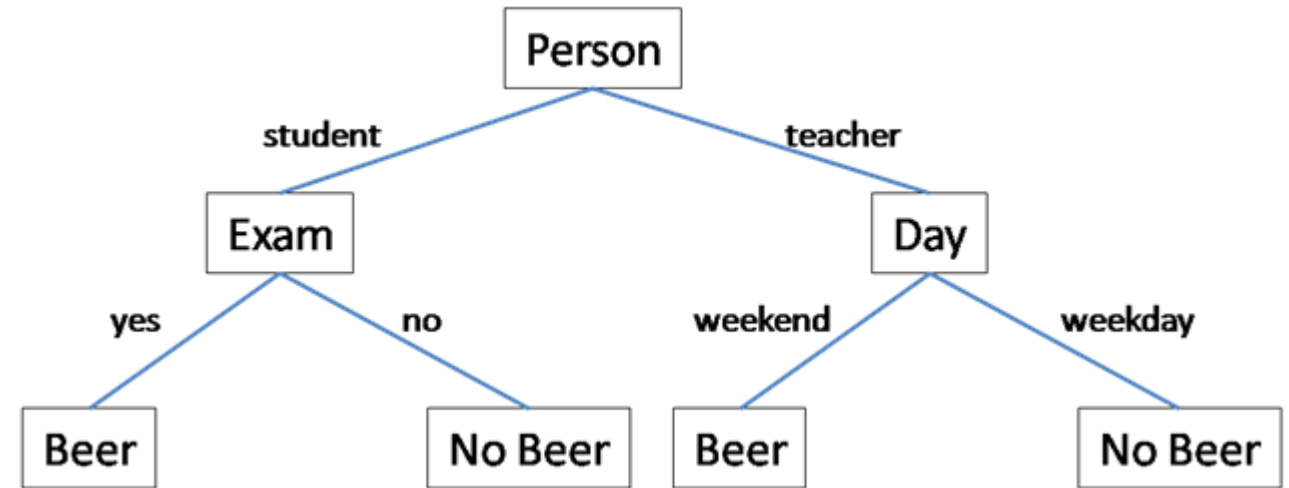 Person
student
teacher
Exam
Day
yes
no
weekend
weekday
Beer
No Beer
Beer
No Beer